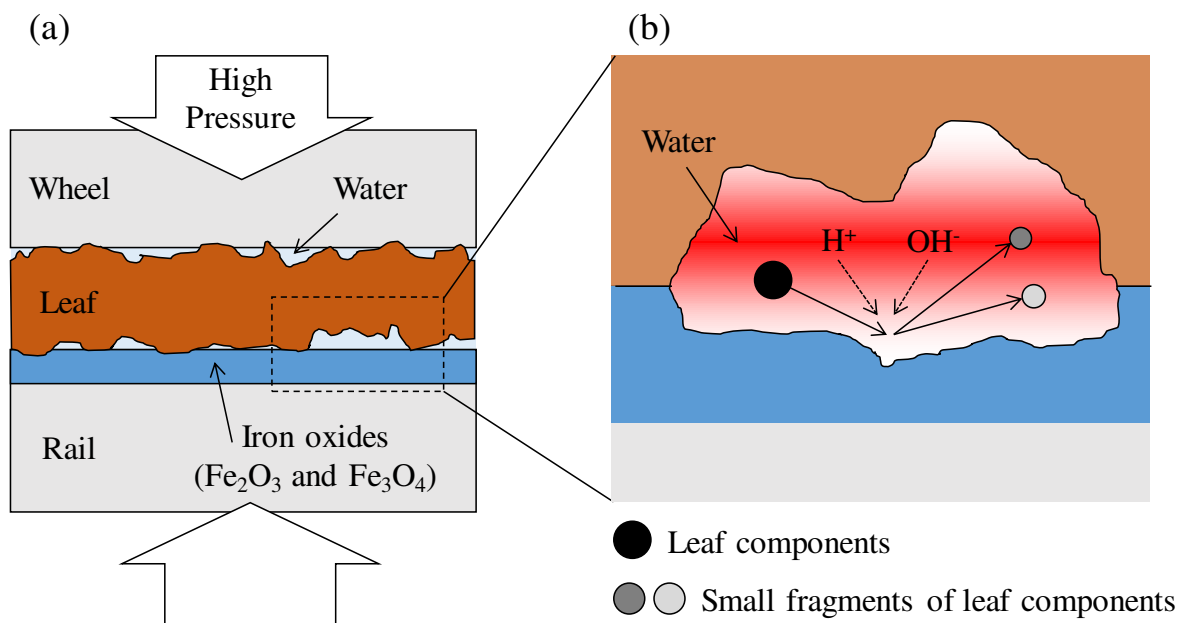 (a)
High
Pressure
Wheel
Water
Leaf
Rail
Iron oxides
(Fe₂O₃ and Fe₃O₄)
(b)
Water
H⁺
OH⁻
Leaf components
Small fragments of leaf components